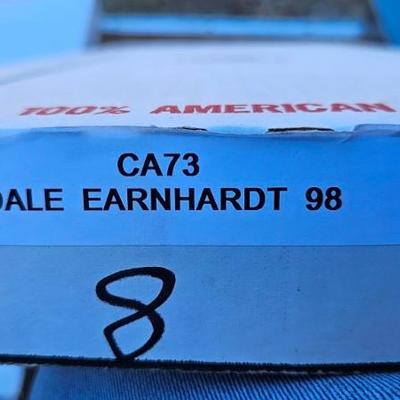 100% AMERICAN
CA73
DALE EARNHARDT 98
8